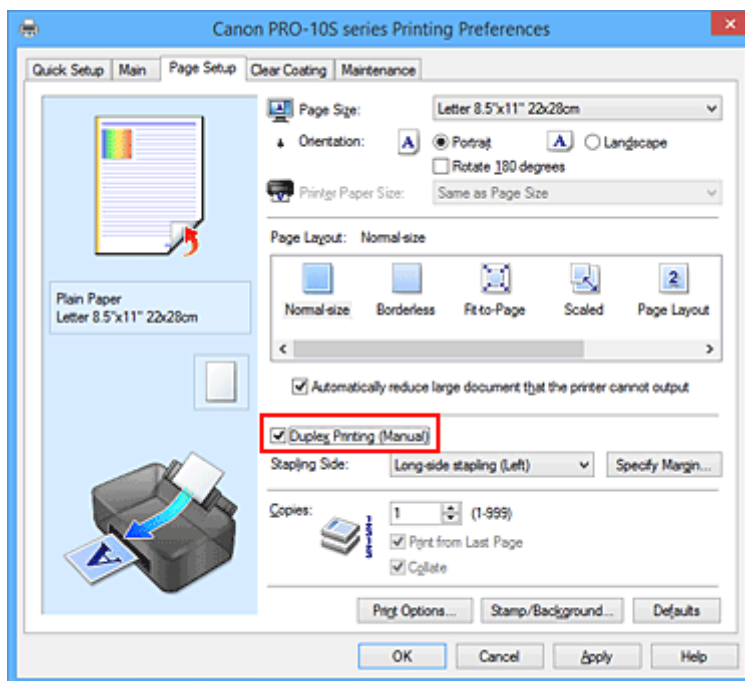 Canon PRO-10S series Printing Preferences
Quick Setup Main Page Setup Clear Coating Maintenance
Page Size: Letter 8.5"x11" 22x28cm
Orientation: A Portrait A Landscape
Rotate 180 degrees
Printer Paper Size: Same as Page Size
Page Layout: Normal-size
2
Normal-size Borderless Fit-to-Page Scaled Page Layout
Plain Paper
Letter 8.5"x11" 22x28cm
Automatically reduce large document that the printer cannot output
Duplex Printing (Manual)
Stapling Side: Long-side stapling (Left) Specify Margin...
Copies: 1 (1-999)
Print from Last Page
Collate
A
Print Options... Stamp/Background... Defaults
OK Cancel Apply Help